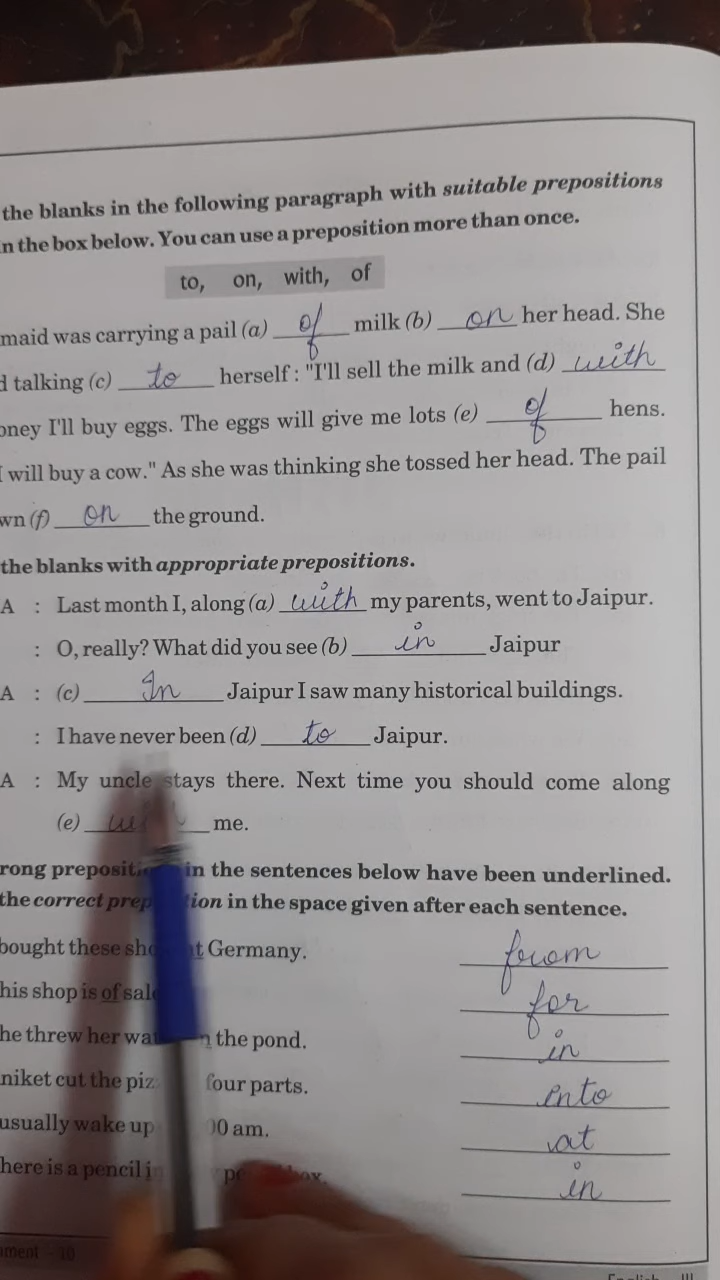 the blanks in the following paragraph with suitable prepositions
n the box below. You can use a preposition more than once.
to, on, with, of
maid was carrying a pail (a) of milk (b) on her head. She
d talking (c) to herself : "I'll sell the milk and (d) with
oney I'll buy eggs. The eggs will give me lots (e) of hens.
I will buy a cow." As she was thinking she tossed her head. The pail
wn (f) on the ground.
the blanks with appropriate prepositions.
A : Last month I, along (a) with my parents, went to Jaipur.
: O, really? What did you see (b) in Jaipur
A : (c) In Jaipur I saw many historical buildings.
: I have never been (d) to Jaipur.
A : My uncle stays there. Next time you should come along
(e) me.
rong in the sentences below have been underlined.
the correct in the space given after each sentence.
bought these Germany. from
his shop is of for
he threw her the pond. in
niket cut the four parts. into
usually wake up 00 am. at
here is a pencil in